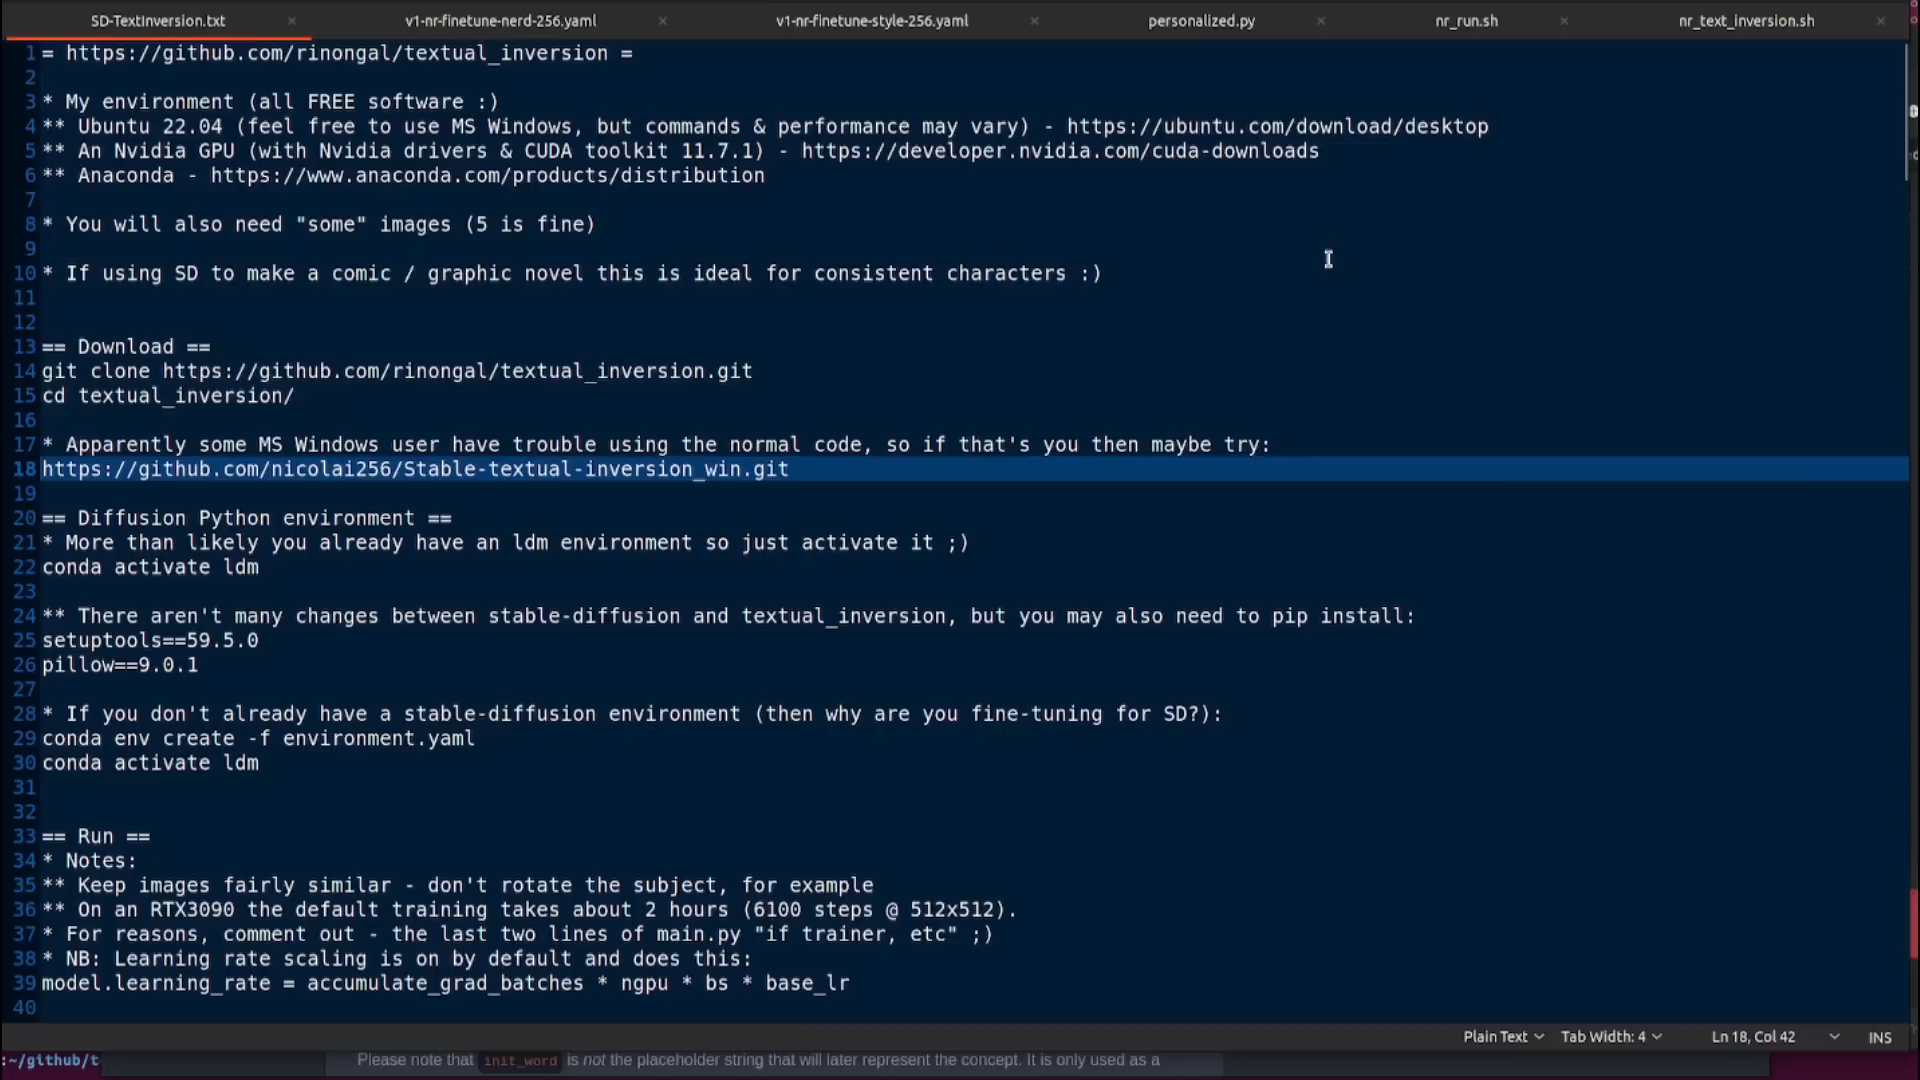 SD-TextInversion.txt × v1-nr-finetune-nerd-256.yaml × v1-nr-finetune-style-256.yaml × personalized.py × nr_run.sh × nr_text_inversion.sh ×
1 = https://github.com/rinongal/textual_inversion =
2
3 * My environment (all FREE software :)
4 ** Ubuntu 22.04 (feel free to use MS Windows, but commands & performance may vary) - https://ubuntu.com/download/desktop
5 ** An Nvidia GPU (with Nvidia drivers & CUDA toolkit 11.7.1) - https://developer.nvidia.com/cuda-downloads
6 ** Anaconda - https://www.anaconda.com/products/distribution
7
8 * You will also need "some" images (5 is fine)
9
10 * If using SD to make a comic / graphic novel this is ideal for consistent characters :)
11
12
13 == Download ==
14 git clone https://github.com/rinongal/textual_inversion.git
15 cd textual_inversion/
16
17 * Apparently some MS Windows user have trouble using the normal code, so if that's you then maybe try:
18 https://github.com/nicolai256/Stable-textual-inversion_win.git
19
20 == Diffusion Python environment ==
21 * More than likely you already have an ldm environment so just activate it ;)
22 conda activate ldm
23
24 ** There aren't many changes between stable-diffusion and textual_inversion, but you may also need to pip install:
25 setuptools==59.5.0
26 pillow==9.0.1
27
28 * If you don't already have a stable-diffusion environment (then why are you fine-tuning for SD?):
29 conda env create -f environment.yaml
30 conda activate ldm
31
32
33 == Run ==
34 * Notes:
35 ** Keep images fairly similar - don't rotate the subject, for example
36 ** On an RTX3090 the default training takes about 2 hours (6100 steps @ 512x512).
37 * For reasons, comment out - the last two lines of main.py "if trainer, etc" ;)
38 * NB: Learning rate scaling is on by default and does this:
39 model.learning_rate = accumulate_grad_batches * ngpu * bs * base_lr
40
Plain Text Tab Width: 4 Ln 18, Col 42 INS
:~/github/t Please note that init_word is not the placeholder string that will later represent the concept. It is only used as a